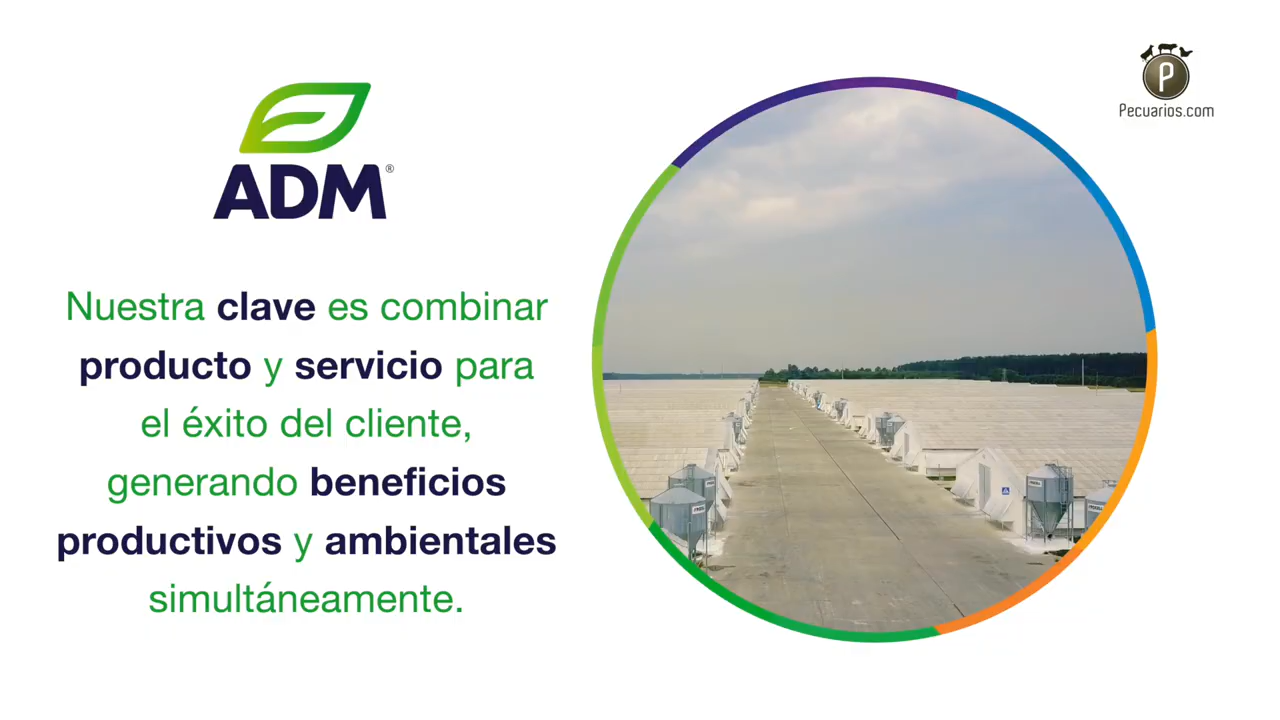 ADM®
Nuestra clave es combinar
producto y servicio para
el éxito del cliente,
generando beneficios
productivos y ambientales
simultáneamente.
P
Pecuarios.com